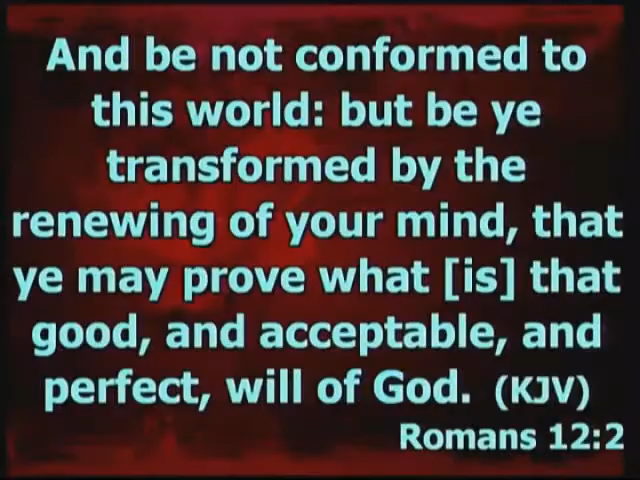 And be not conformed to
this world: but be ye
transformed by the
renewing of your mind, that
ye may prove what [is] that
good, and acceptable, and
perfect, will of God. (KJV)
Romans 12:2